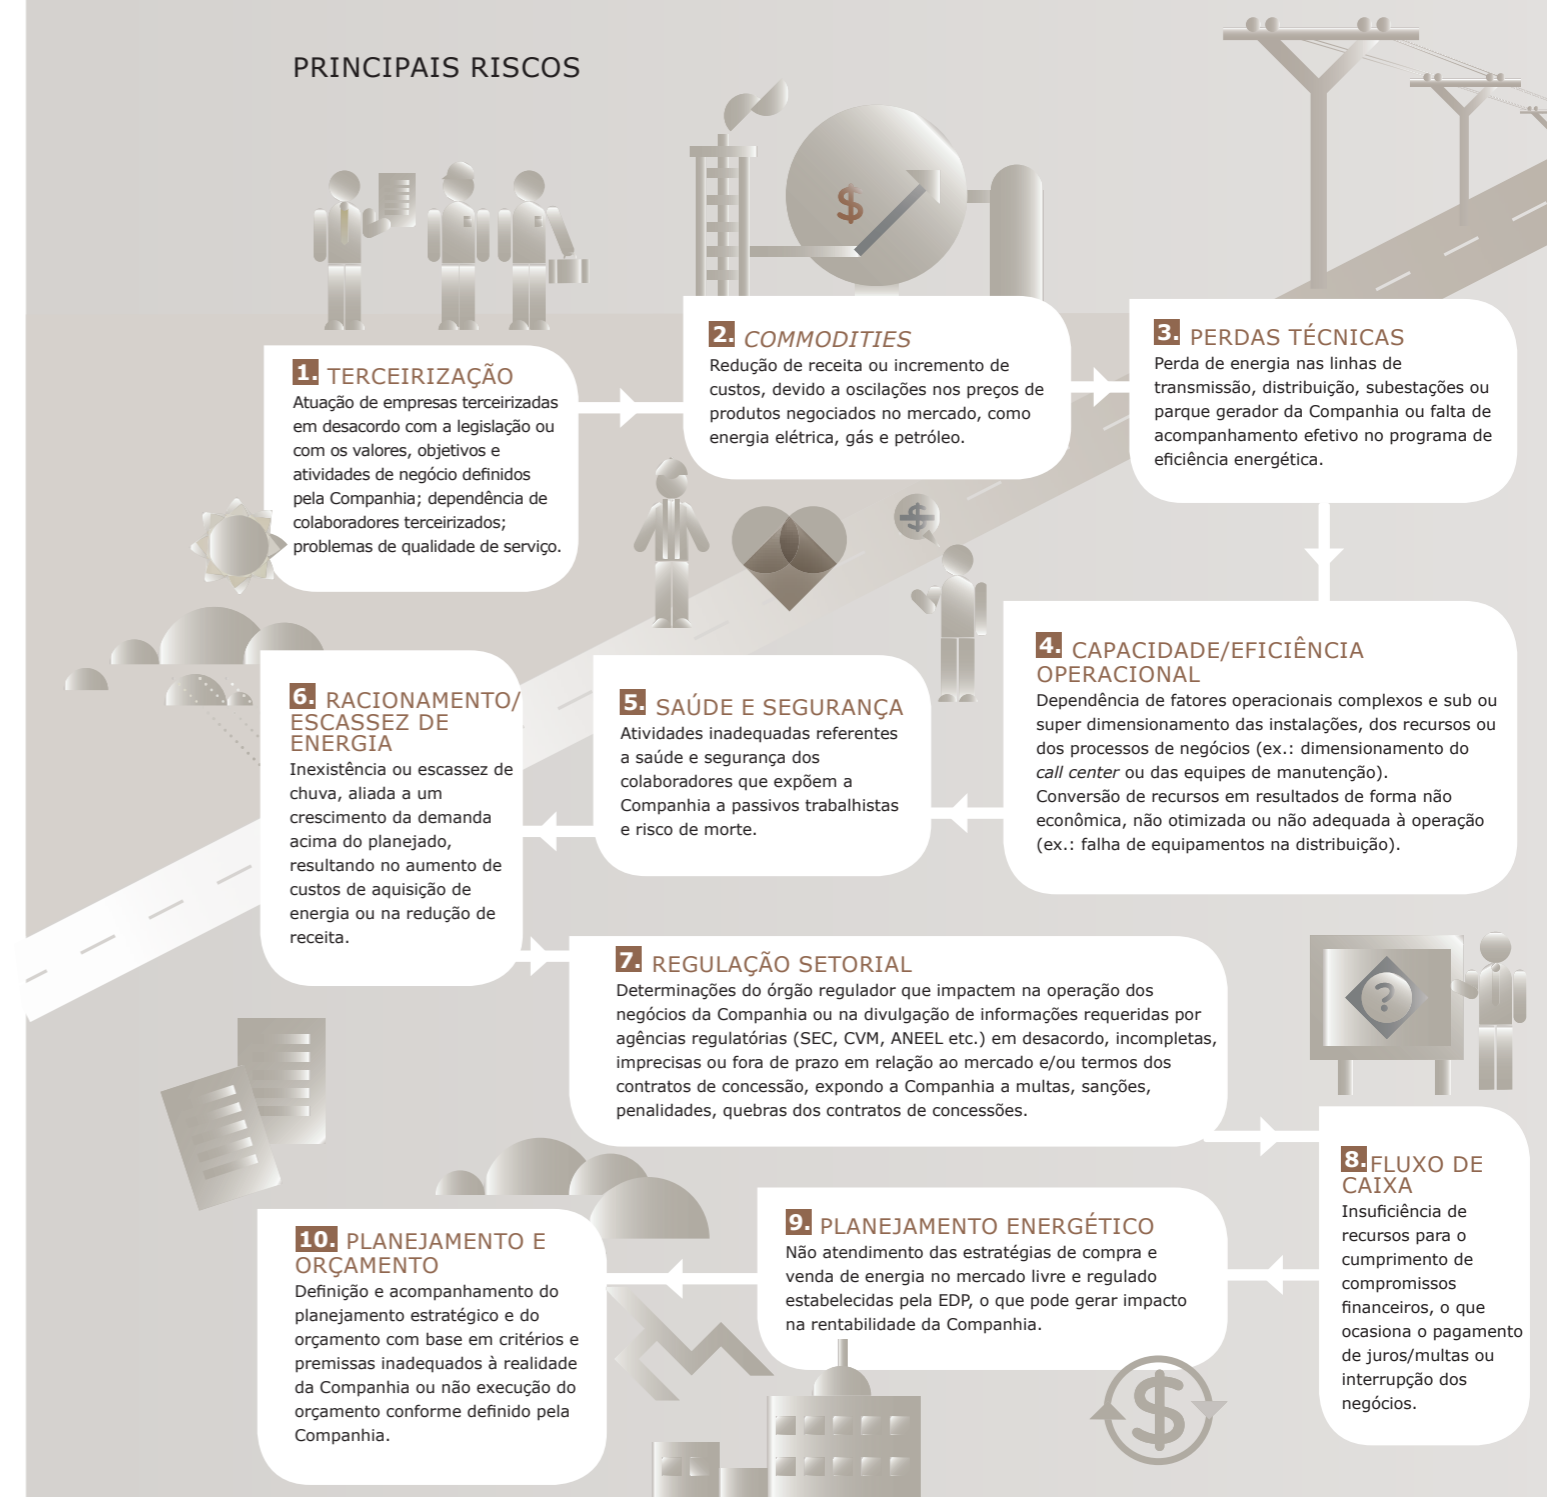 PRINCIPAIS RISCOS
1. TERCEIRIZAÇÃO
Atuação de empresas terceirizadas
em desacordo com a legislação ou
com os valores, objetivos e
atividades de negócio definidos
pela Companhia; dependência de
colaboradores terceirizados;
problemas de qualidade de serviço.
$
2. COMMODITIES
Redução de receita ou incremento de
custos, devido a oscilações nos preços de
produtos negociados no mercado, como
energia elétrica, gás e petróleo.
3. PERDAS TÉCNICAS
Perda de energia nas linhas de
transmissão, distribuição, subestações ou
parque gerador da Companhia ou falta de
acompanhamento efetivo no programa de
eficiência energética.
$
4. CAPACIDADE/EFICIÊNCIA
OPERACIONAL
Dependência de fatores operacionais complexos e sub ou
super dimensionamento das instalações, dos recursos ou
dos processos de negócios (ex.: dimensionamento do
call center ou das equipes de manutenção).
Conversão de recursos em resultados de forma não
econômica, não otimizada ou não adequada à operação
(ex.: falha de equipamentos na distribuição).
5. SAÚDE E SEGURANÇA
Atividades inadequadas referentes
a saúde e segurança dos
colaboradores que expõem a
Companhia a passivos trabalhistas
e risco de morte.
6. RACIONAMENTO/
ESCASSEZ DE
ENERGIA
Inexistência ou escassez de
chuva, aliada a um
crescimento da demanda
acima do planejado,
resultando no aumento de
custos de aquisição de
energia ou na redução de
receita.
7. REGULAÇÃO SETORIAL
Determinações do órgão regulador que impactem na operação dos
negócios da Companhia ou na divulgação de informações requeridas por
agências regulatórias (SEC, CVM, ANEEL etc.) em desacordo, incompletas,
imprecisas ou fora de prazo em relação ao mercado e/ou termos dos
contratos de concessão, expondo a Companhia a multas, sanções,
penalidades, quebras dos contratos de concessões.
?
8. FLUXO DE
CAIXA
Insuficiência de
recursos para o
cumprimento de
compromissos
financeiros, o que
ocasiona o pagamento
de juros/multas ou
interrupção dos
negócios.
9. PLANEJAMENTO ENERGÉTICO
Não atendimento das estratégias de compra e
venda de energia no mercado livre e regulado
estabelecidas pela EDP, o que pode gerar impacto
na rentabilidade da Companhia.
$
10. PLANEJAMENTO E
ORÇAMENTO
Definição e acompanhamento do
planejamento estratégico e do
orçamento com base em critérios e
premissas inadequados à realidade
da Companhia ou não execução do
orçamento conforme definido pela
Companhia.